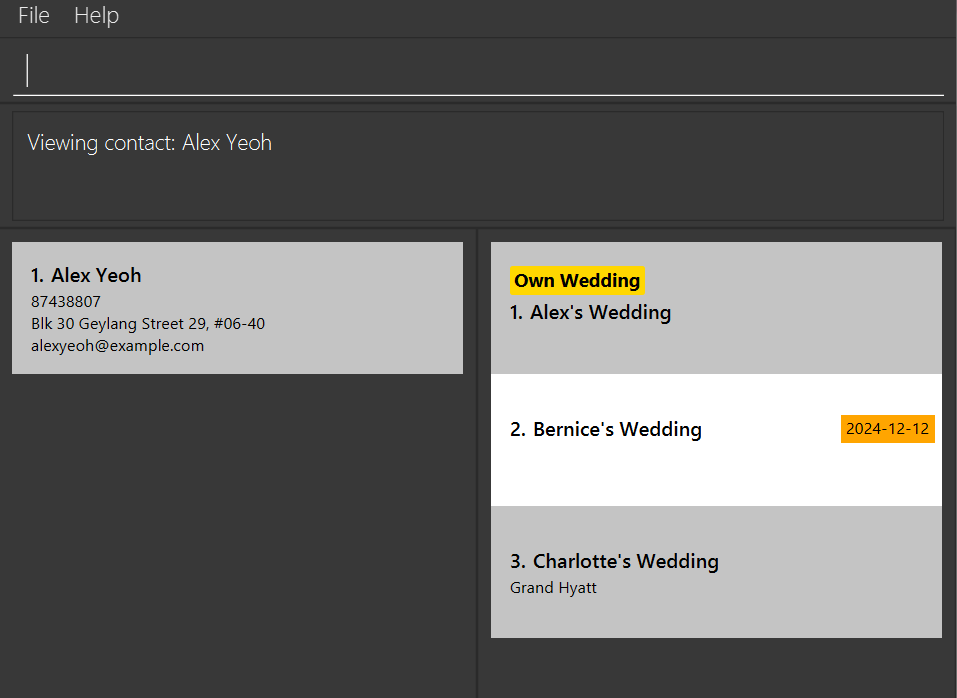 File Help
Viewing contact: Alex Yeoh
1. Alex Yeoh
87438807
Blk 30 Geylang Street 29, #06-40
alexyeoh@example.com
Own Wedding
1. Alex's Wedding
2. Bernice's Wedding 2024-12-12
3. Charlotte's Wedding
Grand Hyatt